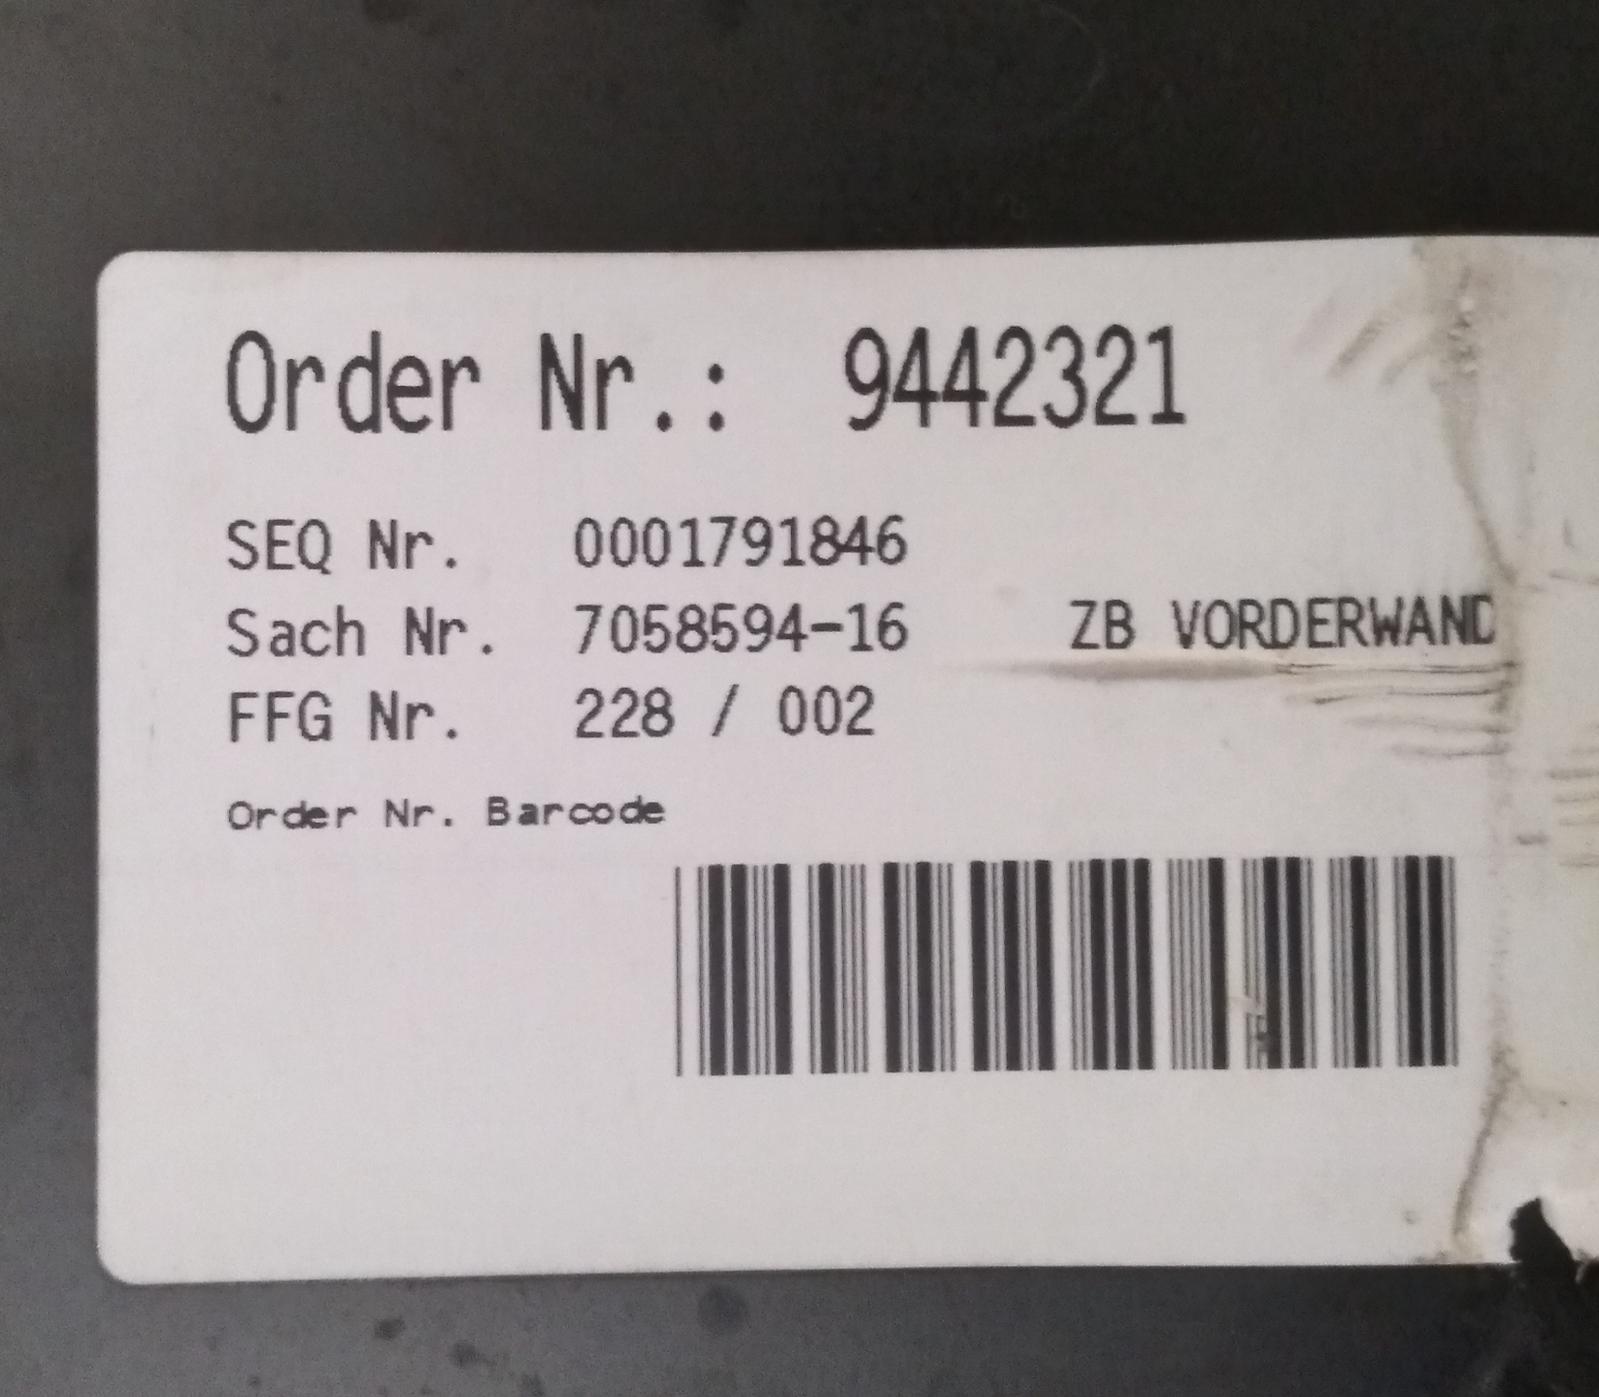 Order Nr.: 9442321
SEQ Nr. 0001791846
Sach Nr. 7058594-16 ZB VORDERWAND
FFG Nr. 228 / 002
Order Nr. Barcode